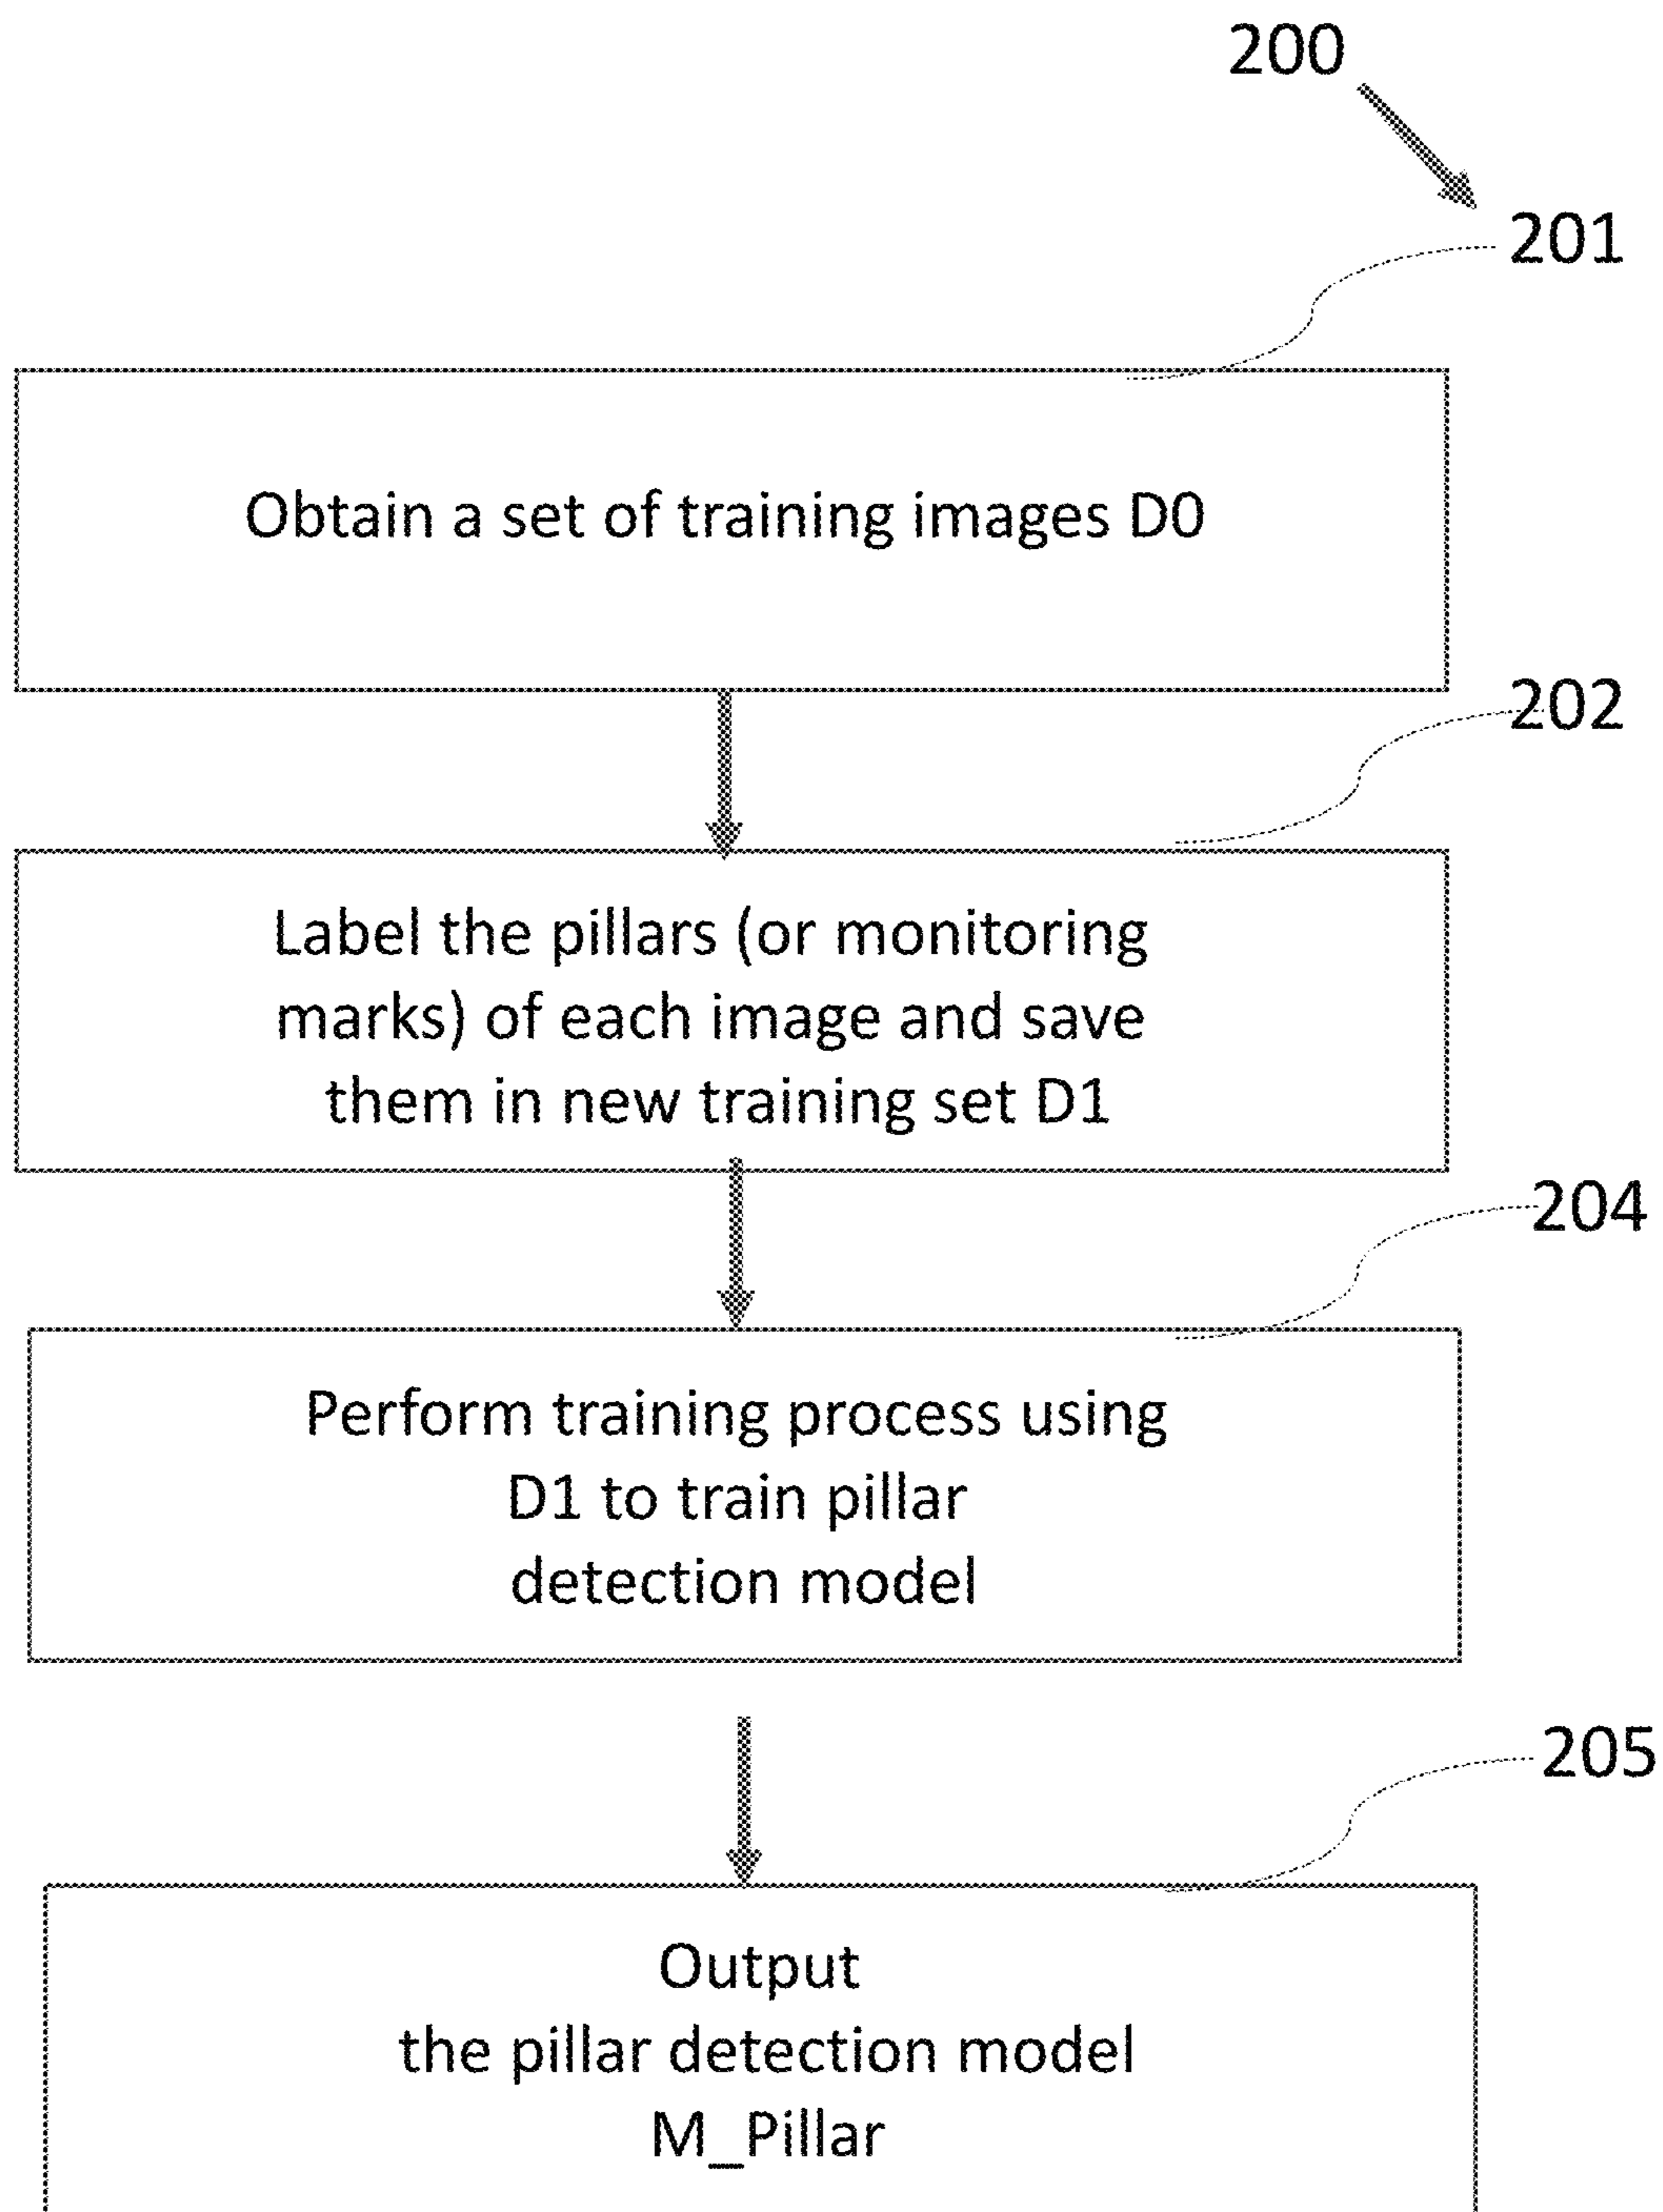 200
201
Obtain a set of training images D0
202
Label the pillars (or monitoring
marks) of each image and save
them in new training set D1
204
Perform training process using
D1 to train pillar
detection model
205
Output
the pillar detection model
M_Pillar